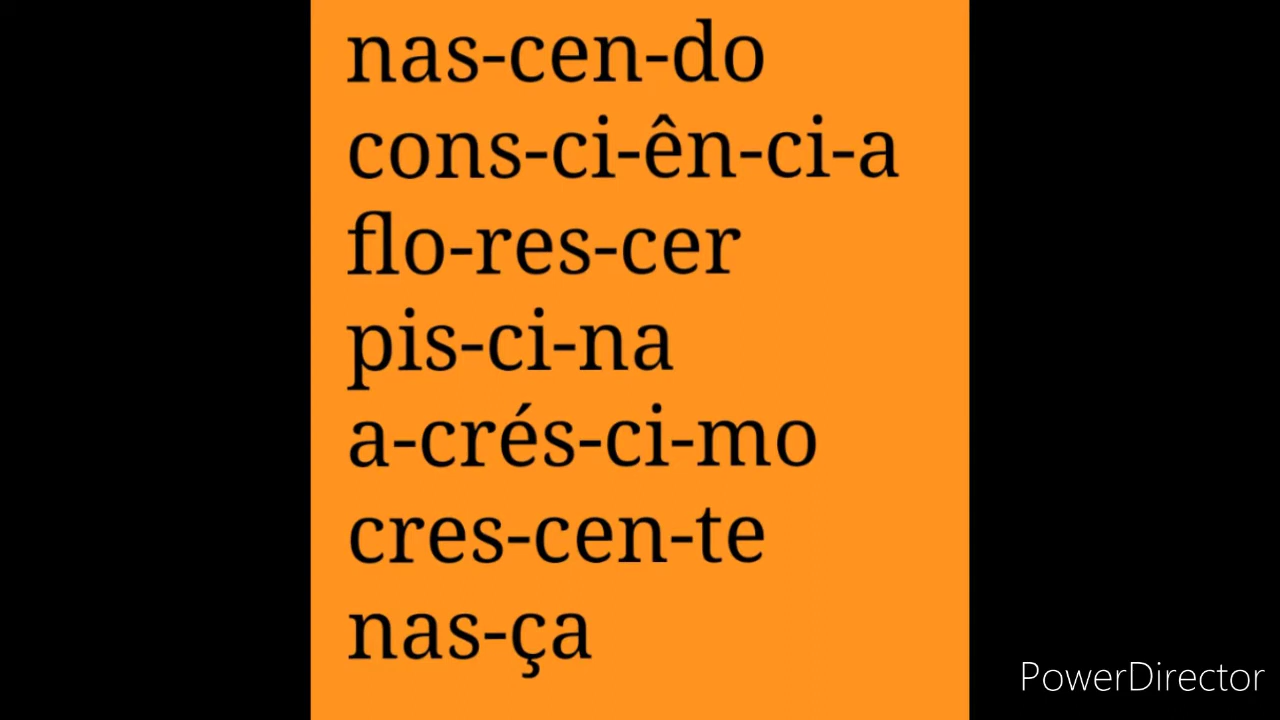 nas-cen-do
cons-ci-ên-ci-a
flo-res-cer
pis-ci-na
a-crés-ci-mo
cres-cen-te
nas-ça
PowerDirector